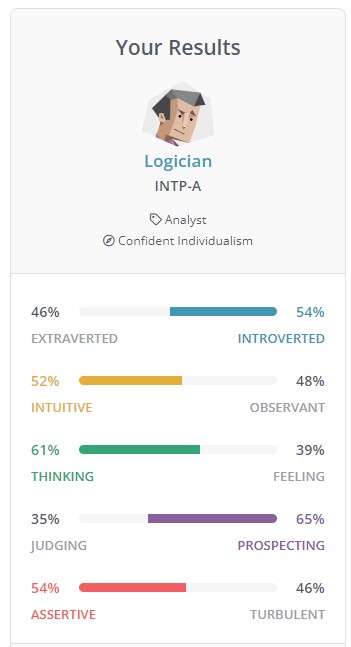 Your Results
Logician
INTP-A
Analyst
Confident Individualism
46% 54%
EXTRAVERTED INTROVERTED
52% 48%
INTUITIVE OBSERVANT
61% 39%
THINKING FEELING
35% 65%
JUDGING PROSPECTING
54% 46%
ASSERTIVE TURBULENT